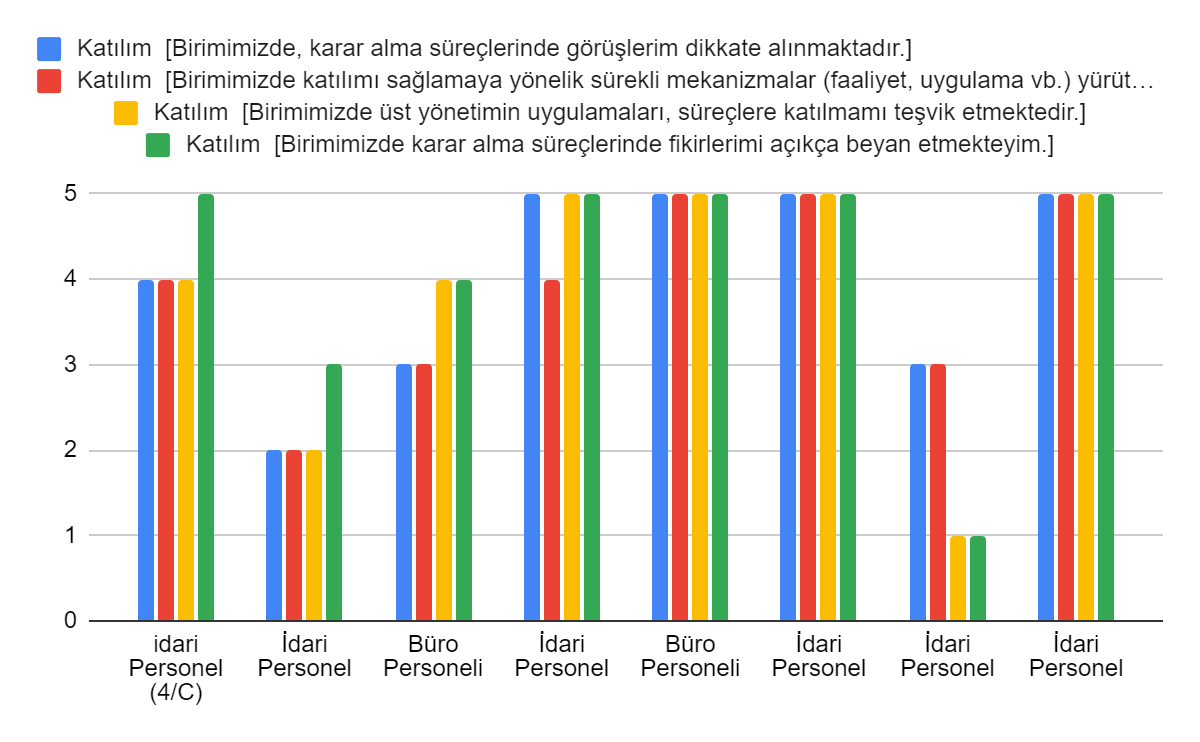 Katılım [Birimimizde, karar alma süreçlerinde görüşlerim dikkate alınmaktadır.]
Katılım [Birimimizde katılımı sağlamaya yönelik sürekli mekanizmalar (faaliyet, uygulama vb.) yürüt…
Katılım [Birimimizde üst yönetimin uygulamaları, süreçlere katılmamı teşvik etmektedir.]
Katılım [Birimimizde karar alma süreçlerinde fikirlerimi açıkça beyan etmekteyim.]
5
4
3
2
1
0
idari Personel (4/C)
İdari Personel
Büro Personeli
İdari Personel
Büro Personeli
İdari Personel
İdari Personel
İdari Personel